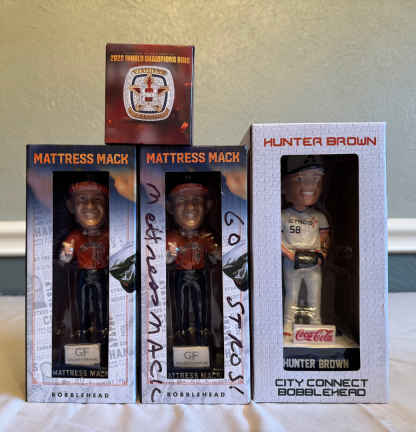 2022 WORLD CHAMPIONS RING
MATTRESS MACK
GF
MATTRESS MACK
BOBBLEHEAD
MATTRESS MACK
GF
MATTRESS MACK
BOBBLEHEAD
Mattress MACK
GO STROS!
HUNTER BROWN
58
Coca-Cola
HUNTER BROWN
CITY CONNECT
BOBBLEHEAD